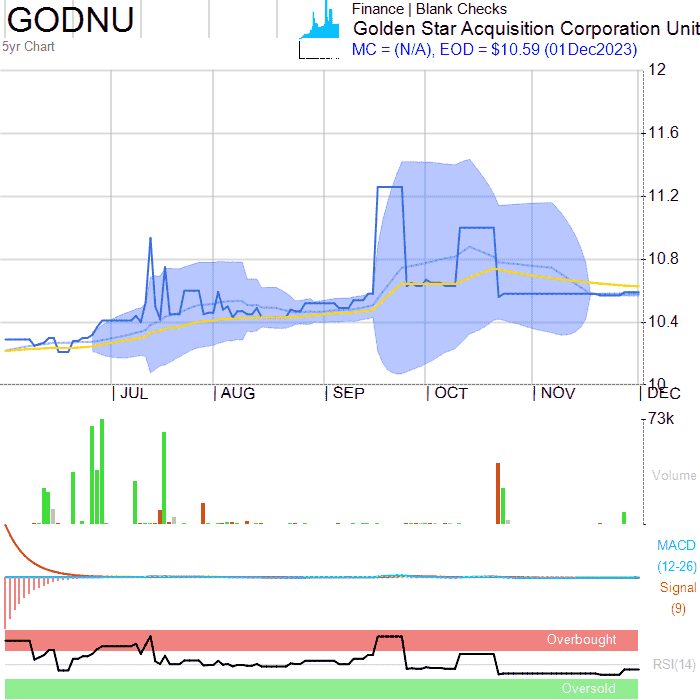 GODNU
5yr Chart
Finance | Blank Checks
Golden Star Acquisition Corporation Unit
MC = (N/A), EOD = $10.59 (01Dec2023)
12
11.6
11.2
10.8
10.4
10
JUL AUG SEP OCT NOV DEC
73k
Volume
MACD
(12-26)
Signal
(9)
Overbought
RSI(14)
Oversold